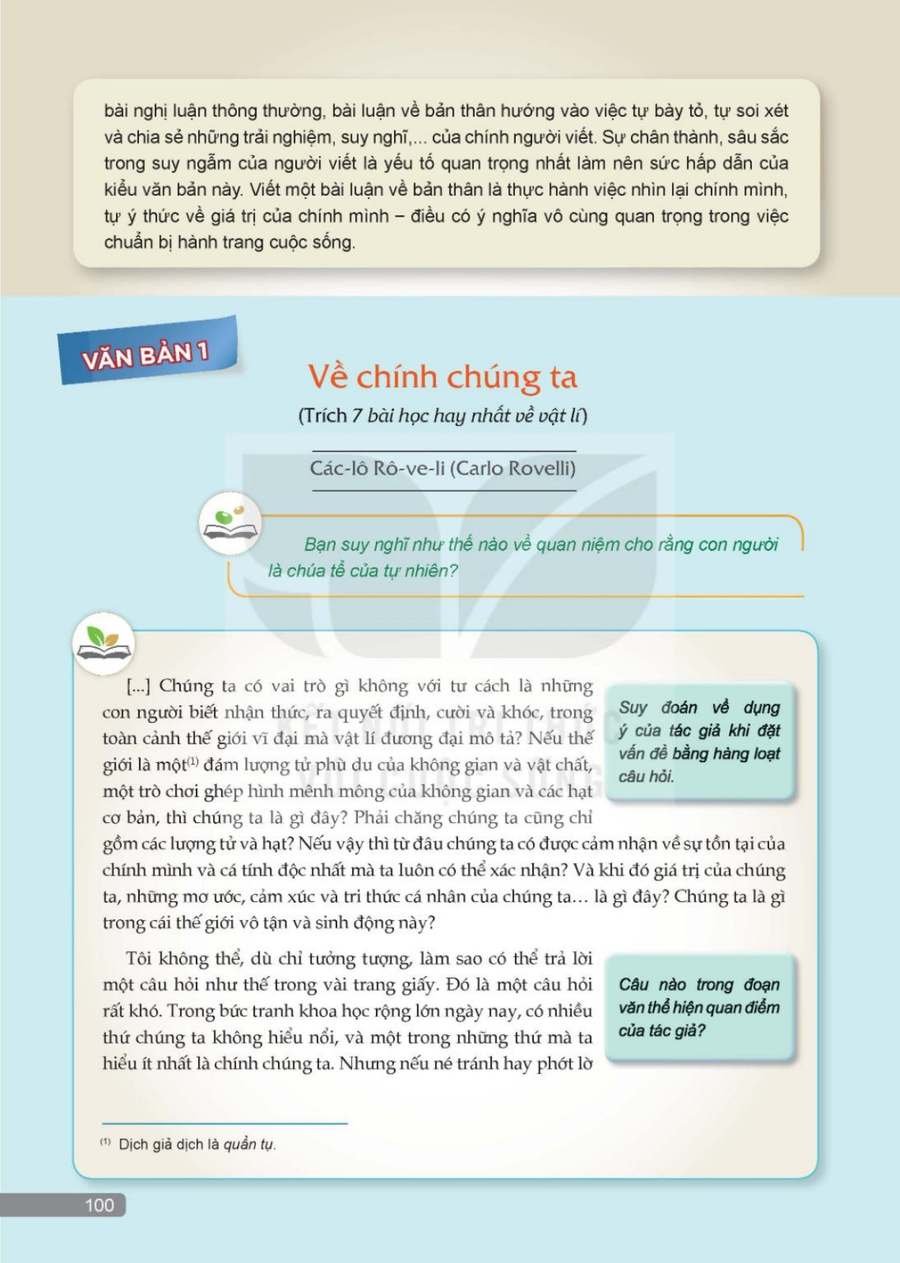 bài nghị luận thông thường, bài luận về bản thân hướng vào việc tự bày tỏ, tự soi xét
và chia sẻ những trải nghiệm, suy nghĩ,... của chính người viết. Sự chân thành, sâu sắc
trong suy ngẫm của người viết là yếu tố quan trọng nhất làm nên sức hấp dẫn của
kiểu văn bản này. Viết một bài luận về bản thân là thực hành việc nhìn lại chính mình,
tự ý thức về giá trị của chính mình – điều có ý nghĩa vô cùng quan trọng trong việc
chuẩn bị hành trang cuộc sống.
VĂN BẢN 1
Về chính chúng ta
(Trích 7 bài học hay nhất về vật lí)
Các-lô Rô-ve-li (Carlo Rovelli)
Bạn suy nghĩ như thế nào về quan niệm cho rằng con người
là chúa tể của tự nhiên?
[...] Chúng ta có vai trò gì không với tư cách là những
con người biết nhận thức, ra quyết định, cười và khóc, trong
toàn cảnh thế giới vĩ đại mà vật lí đương đại mô tả? Nếu thế
giới là một(1) đám lượng tử phù du của không gian và vật chất,
một trò chơi ghép hình mênh mông của không gian và các hạt
cơ bản, thì chúng ta là gì đây? Phải chăng chúng ta cũng chỉ
gồm các lượng tử và hạt? Nếu vậy thì từ đâu chúng ta có được cảm nhận về sự tồn tại của
chính mình và cá tính độc nhất mà ta luôn có thể xác nhận? Và khi đó giá trị của chúng
ta, những mơ ước, cảm xúc và tri thức cá nhân của chúng ta… là gì đây? Chúng ta là gì
trong cái thế giới vô tận và sinh động này?
Suy đoán về dụng
ý của tác giả khi đặt
vấn đề bằng hàng loạt
câu hỏi.
Tôi không thể, dù chỉ tưởng tượng, làm sao có thể trả lời
một câu hỏi như thế trong vài trang giấy. Đó là một câu hỏi
rất khó. Trong bức tranh khoa học rộng lớn ngày nay, có nhiều
thứ chúng ta không hiểu nổi, và một trong những thứ mà ta
hiểu ít nhất là chính chúng ta. Nhưng nếu né tránh hay phớt lờ
Câu nào trong đoạn
văn thể hiện quan điểm
của tác giả?
(1) Dịch giả dịch là quần tụ.
100
KẾT NỐI TRI THỨC
VỚI CUỘC SỐNG